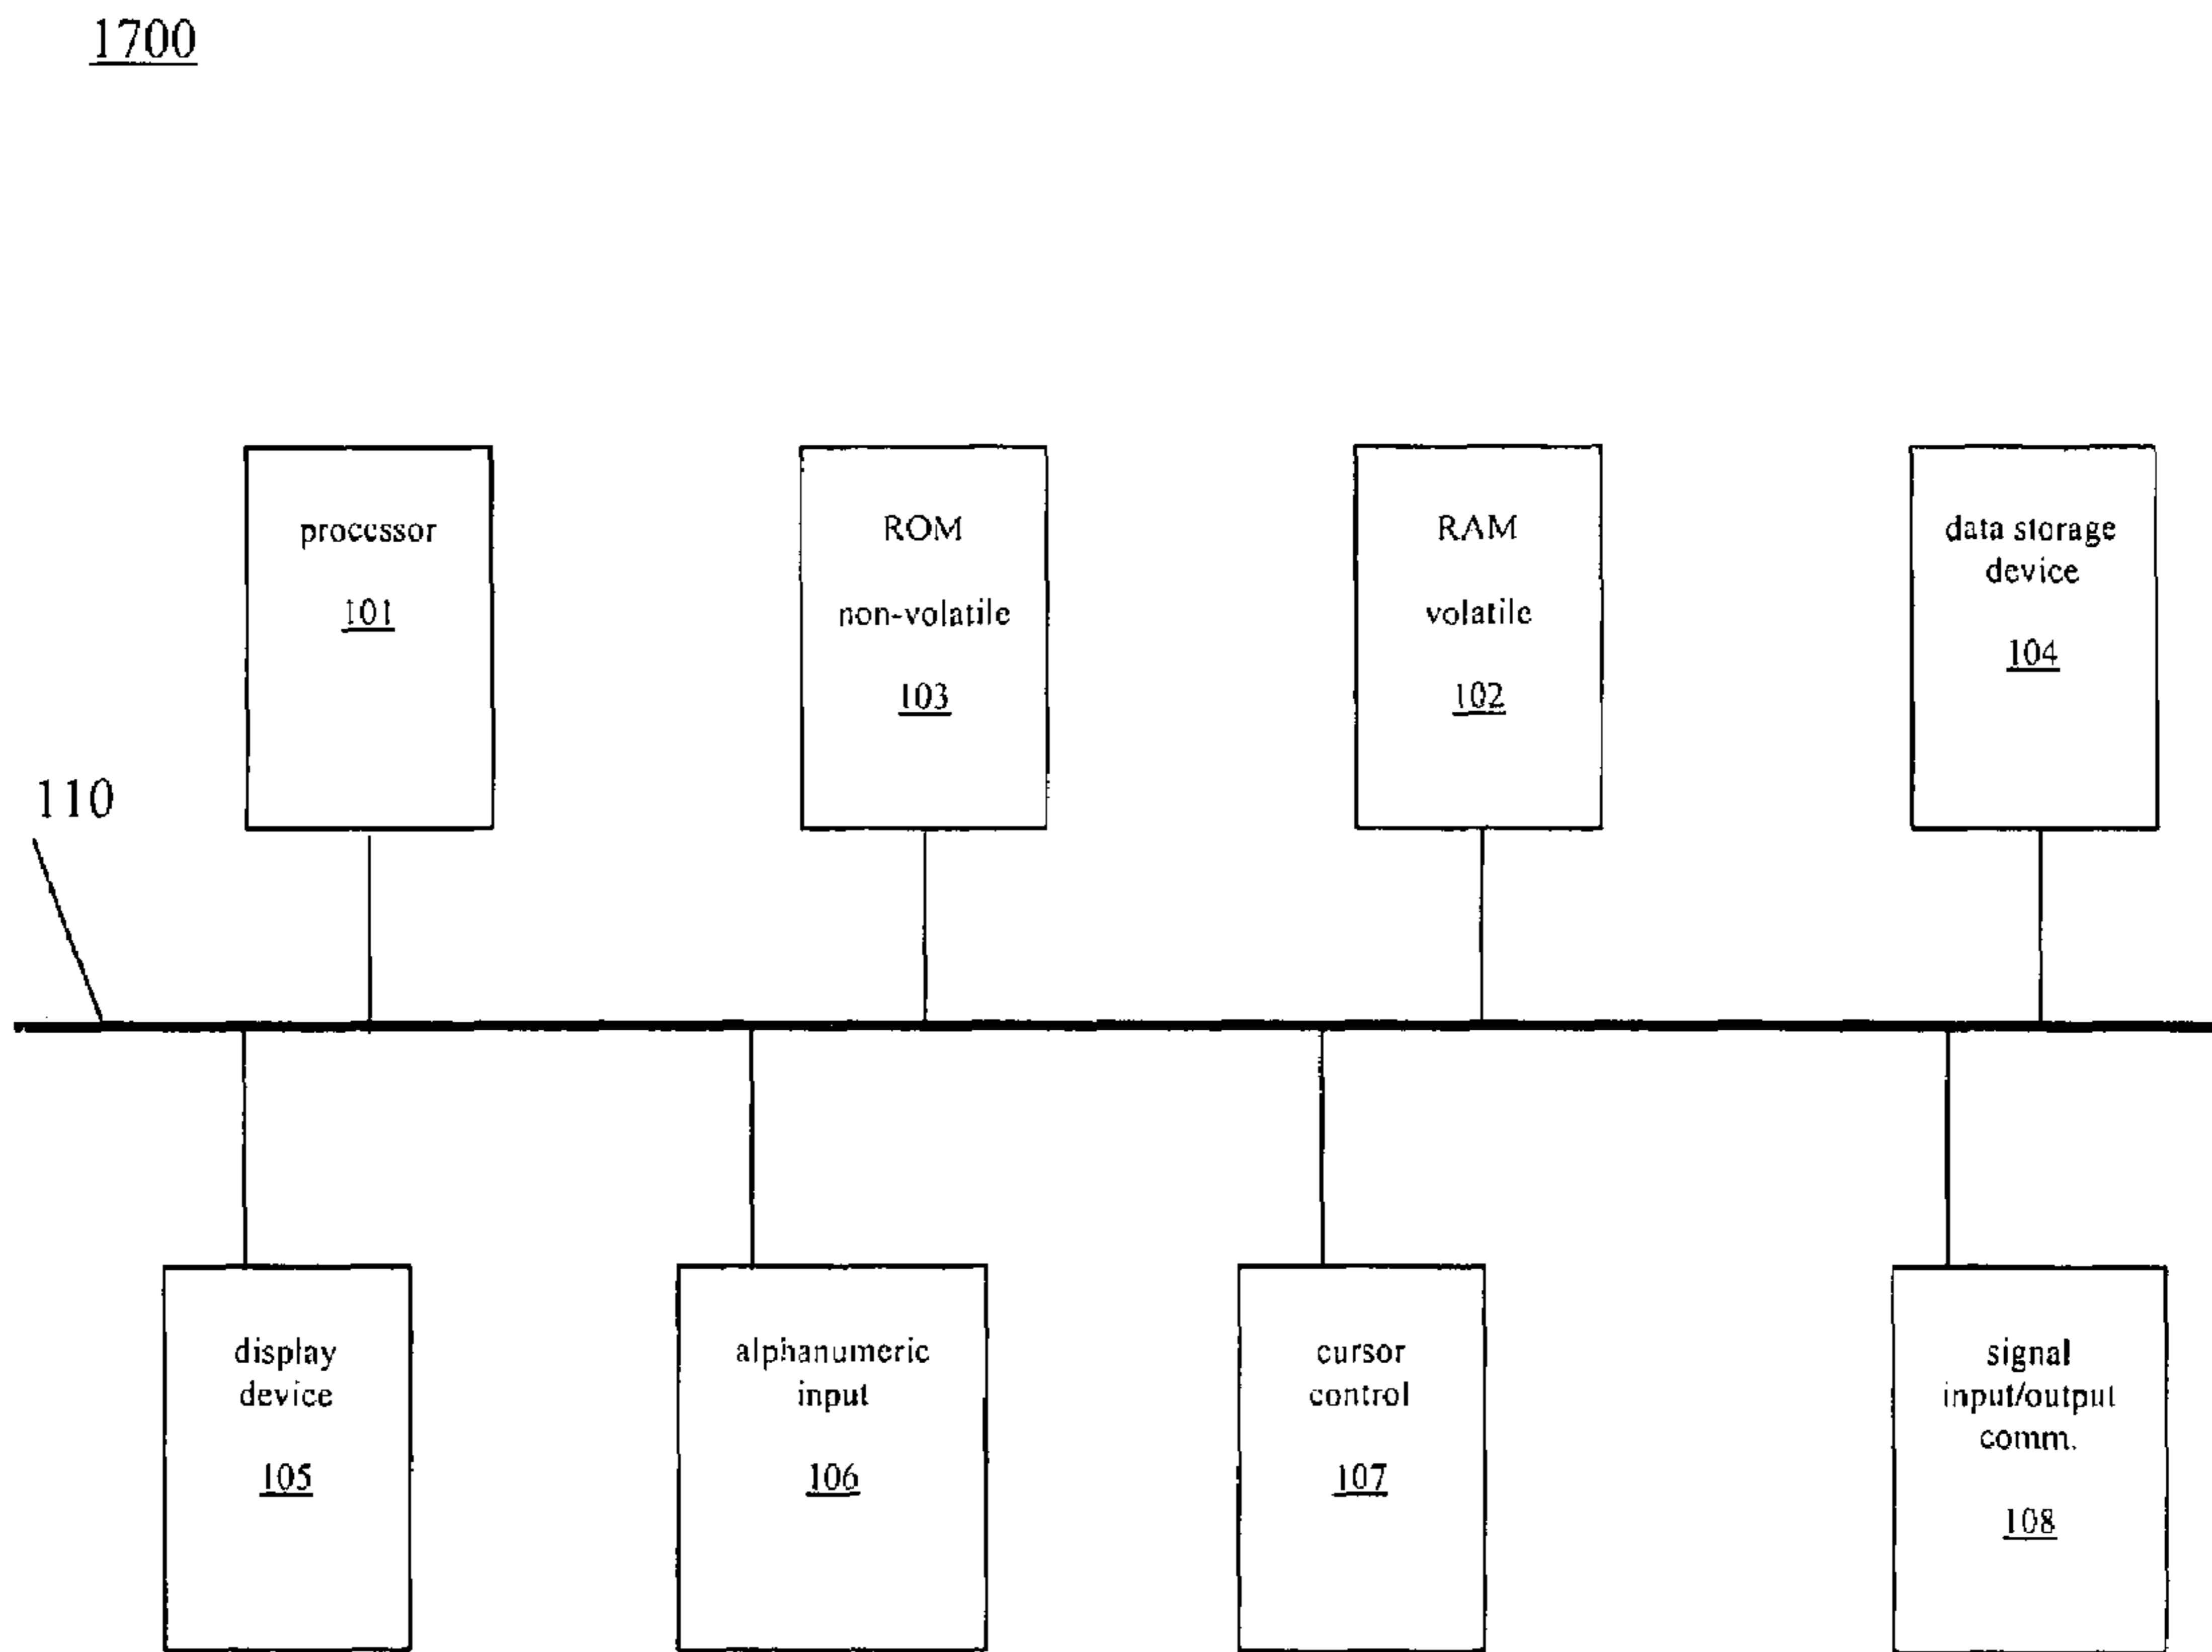 1700
processor
101
ROM
non-volatile
103
RAM
volatile
102
data storage
device
104
110
display
device
105
alphanumeric
input
106
cursor
control
107
signal
input/output
comm.
108